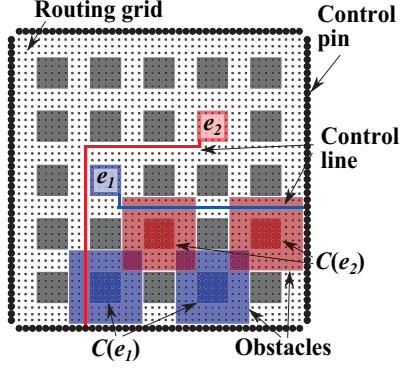 Routing grid
Control
pin
e2
Control
line
e1
C(e2)
C(e1)
Obstacles